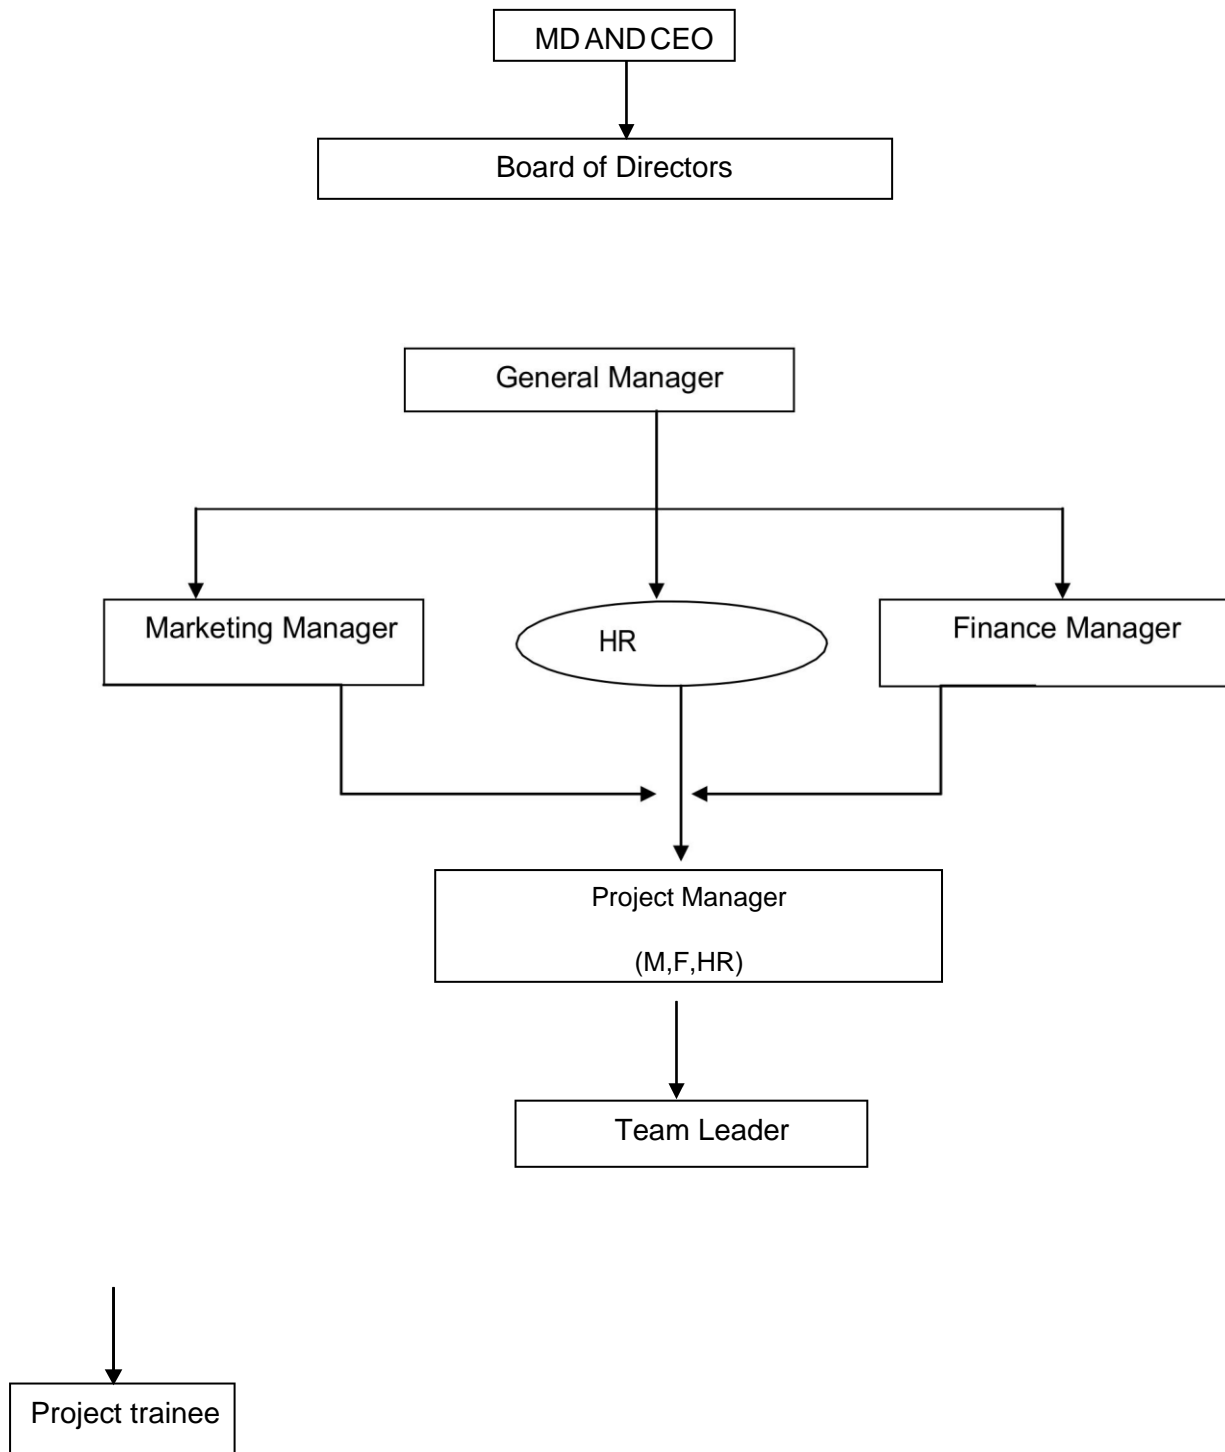 MD AND CEO
Board of Directors
General Manager
Marketing Manager
HR
Finance Manager
Project Manager
(M,F,HR)
Team Leader
Project trainee